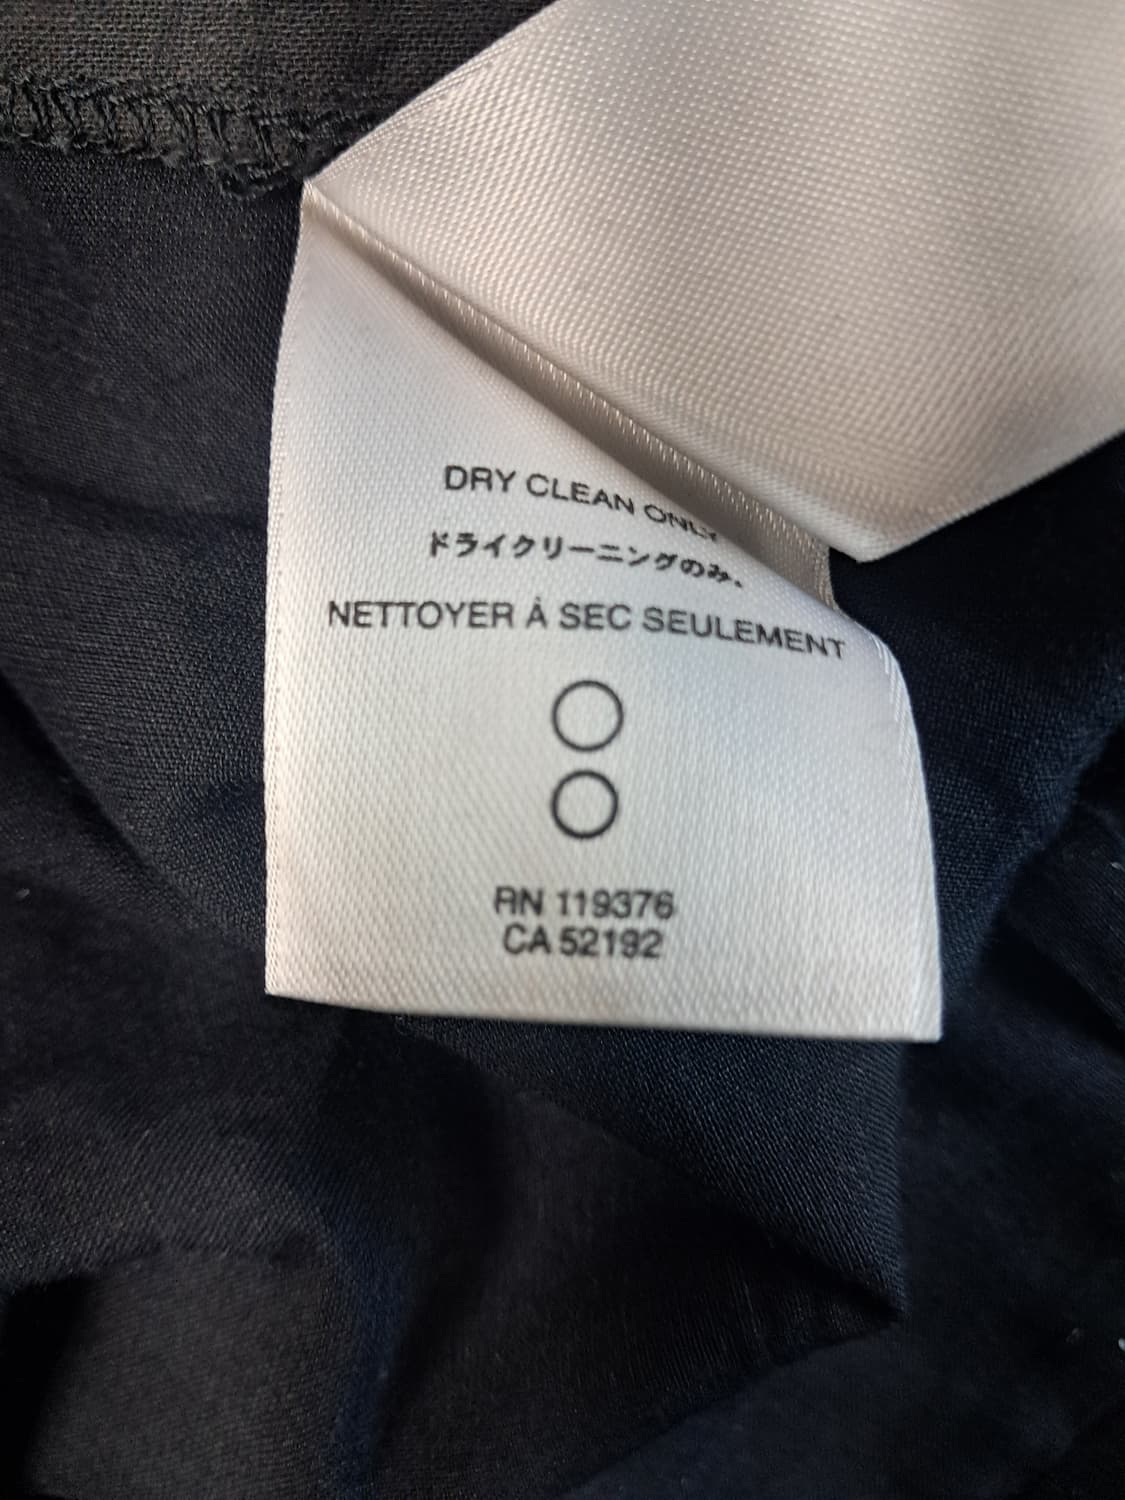 DRY CLEAN ONLY
ドライクリーニングのみ、
NETTOYER À SEC SEULEMENT
RN 119376
CA 52192